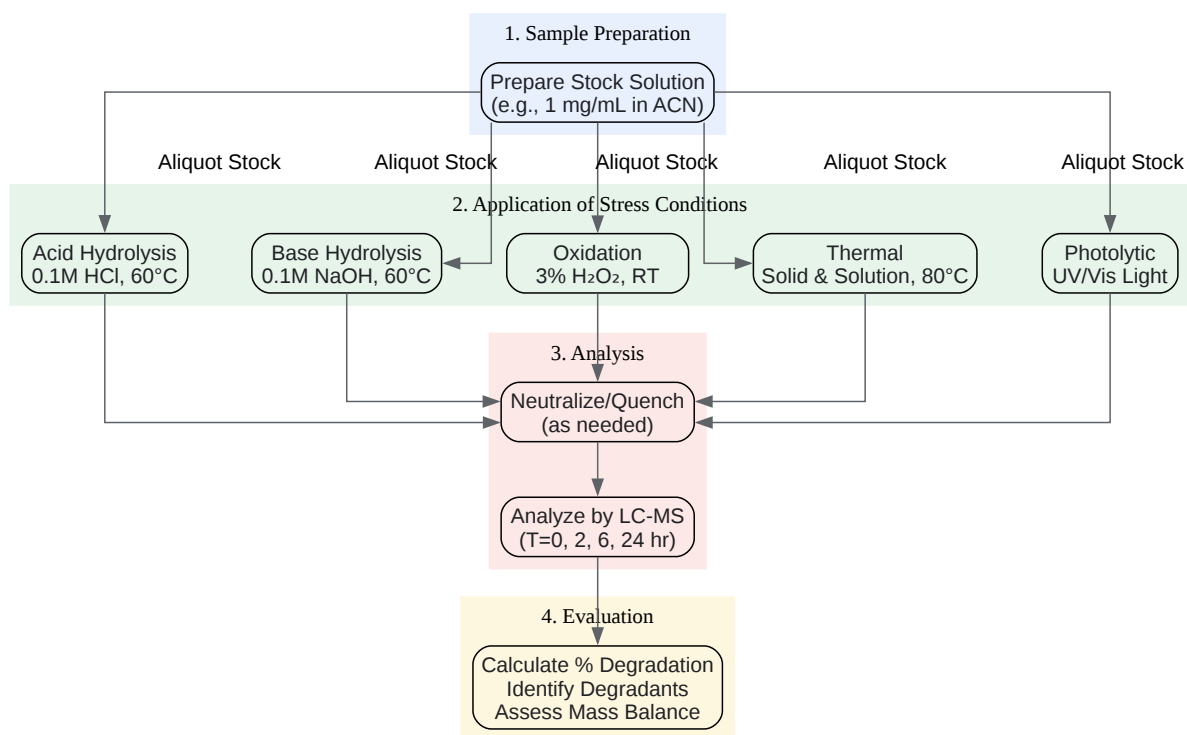 1. Sample Preparation
Prepare Stock Solution
(e.g., 1 mg/mL in ACN)
Aliquot Stock
Aliquot Stock
Aliquot Stock
Aliquot Stock
Aliquot Stock
2. Application of Stress Conditions
Acid Hydrolysis
0.1M HCl, 60°C
Base Hydrolysis
0.1M NaOH, 60°C
Oxidation
3% H₂O₂, RT
Thermal
Solid & Solution, 80°C
Photolytic
UV/Vis Light
3. Analysis
Neutralize/Quench
(as needed)
Analyze by LC-MS
(T=0, 2, 6, 24 hr)
4. Evaluation
Calculate % Degradation
Identify Degradants
Assess Mass Balance